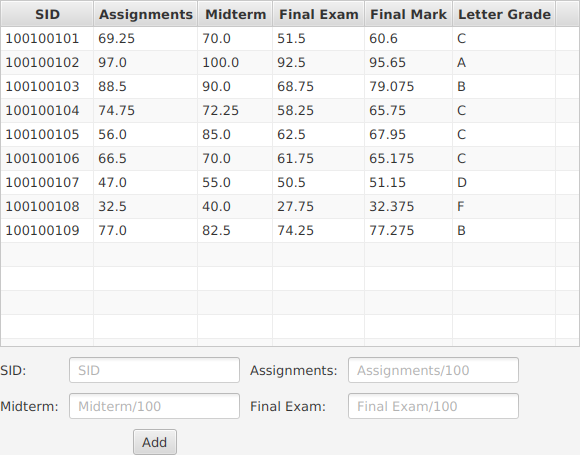 SID Assignments Midterm Final Exam Final Mark Letter Grade
100100101 69.25 70.0 51.5 60.6 C
100100102 97.0 100.0 92.5 95.65 A
100100103 88.5 90.0 68.75 79.075 B
100100104 74.75 72.25 58.25 65.75 C
100100105 56.0 85.0 62.5 67.95 C
100100106 66.5 70.0 61.75 65.175 C
100100107 47.0 55.0 50.5 51.15 D
100100108 32.5 40.0 27.75 32.375 F
100100109 77.0 82.5 74.25 77.275 B
SID: SID Assignments: Assignments/100
Midterm: Midterm/100 Final Exam: Final Exam/100
Add